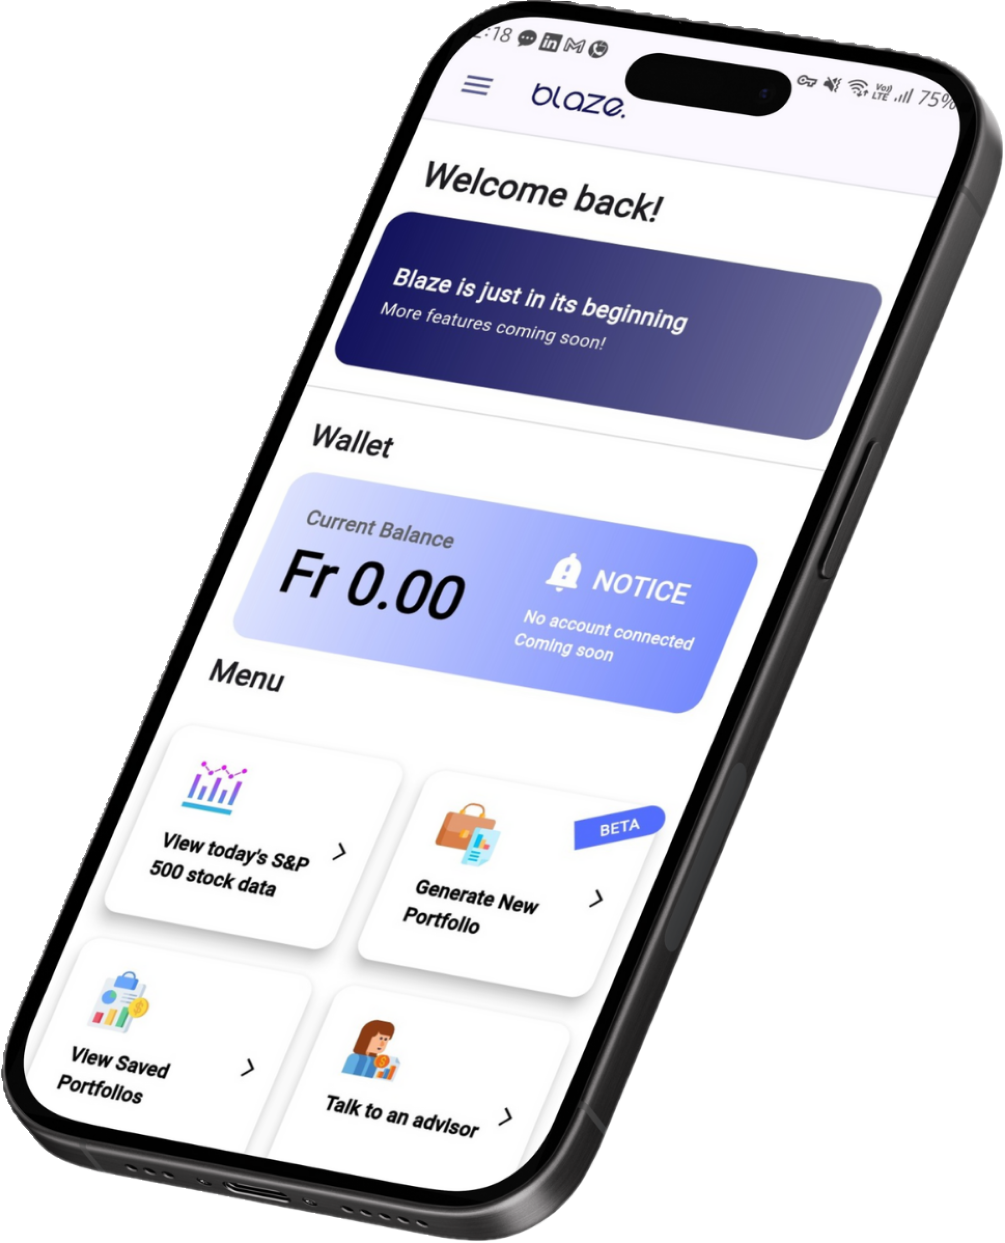 :18
75%
blaze.
Welcome back!
Blaze is just in its beginning
More features coming soon!
Wallet
Current Balance
Fr 0.00
NOTICE
No account connected
Coming soon
Menu
View today's S&P
500 stock data
BETA
Generate New
Portfolio
View Saved
Portfolios
Talk to an advisor